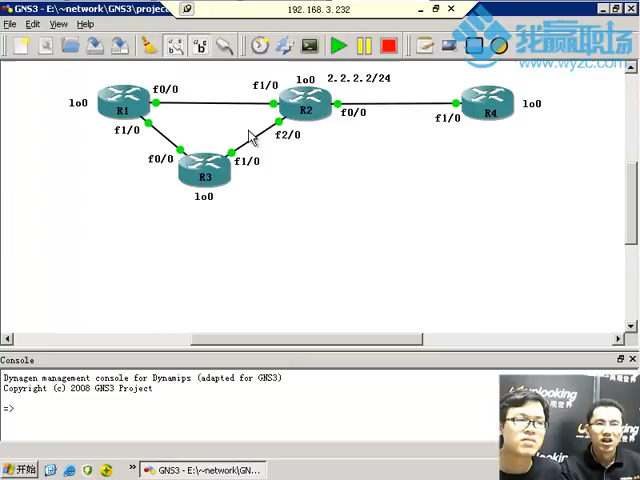 GNS3 - E:\~network\GNS3\project
192.168.3.232
File Edit View Help
我赢职场
www.wyzc.com
f0/0
f1/0
lo0 2.2.2.2/24
lo0
R1
R2
R4
lo0
f0/0
f1/0
f1/0
f2/0
f0/0
f1/0
R3
lo0
Console
Dynagen management console for Dynamips (adapted for GNS3)
Copyright (c) 2008 GNS3 Project
=>
uplooking
开始
GNS3 - E:\~network\GNS3\...